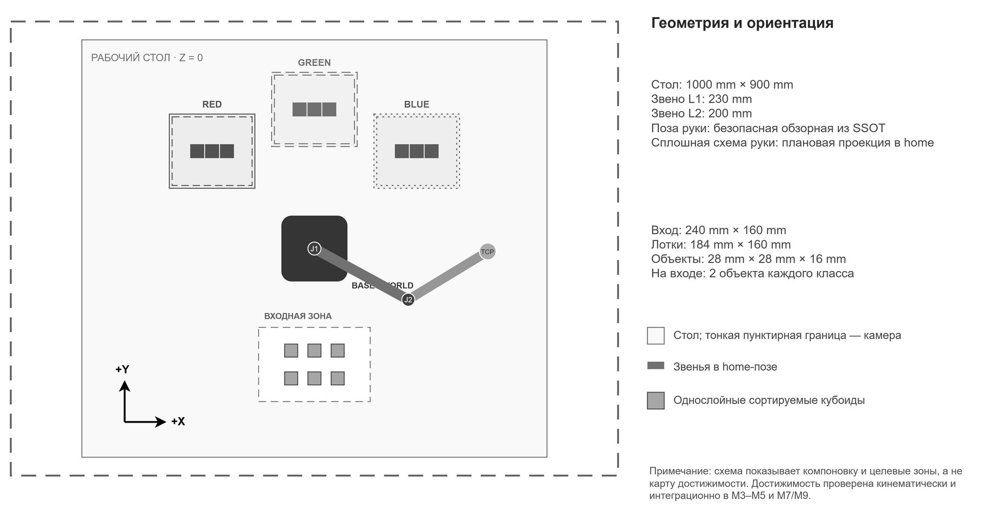 Геометрия и ориентация
РАБОЧИЙ СТОЛ · Z = 0
GREEN
RED
BLUE
J1
TCP
J2
ВХОДНАЯ ЗОНА
+Y
+X
Стол: 1000 mm × 900 mm
Звено L1: 230 mm
Звено L2: 200 mm
Поза руки: безопасная обзорная из SSOT
Сплошная схема руки: плановая проекция в home
Вход: 240 mm × 160 mm
Лотки: 184 mm × 160 mm
Объекты: 28 mm × 28 mm × 16 mm
На входе: 2 объекта каждого класса
Стол; тонкая пунктирная граница — камера
Звенья в home-позе
Однослойные сортируемые кубоиды
Примечание: схема показывает компоновку и целевые зоны, а не
карту достижимости. Достижимость проверена кинематически и
интеграционно в M3–M5 и M7/M9.